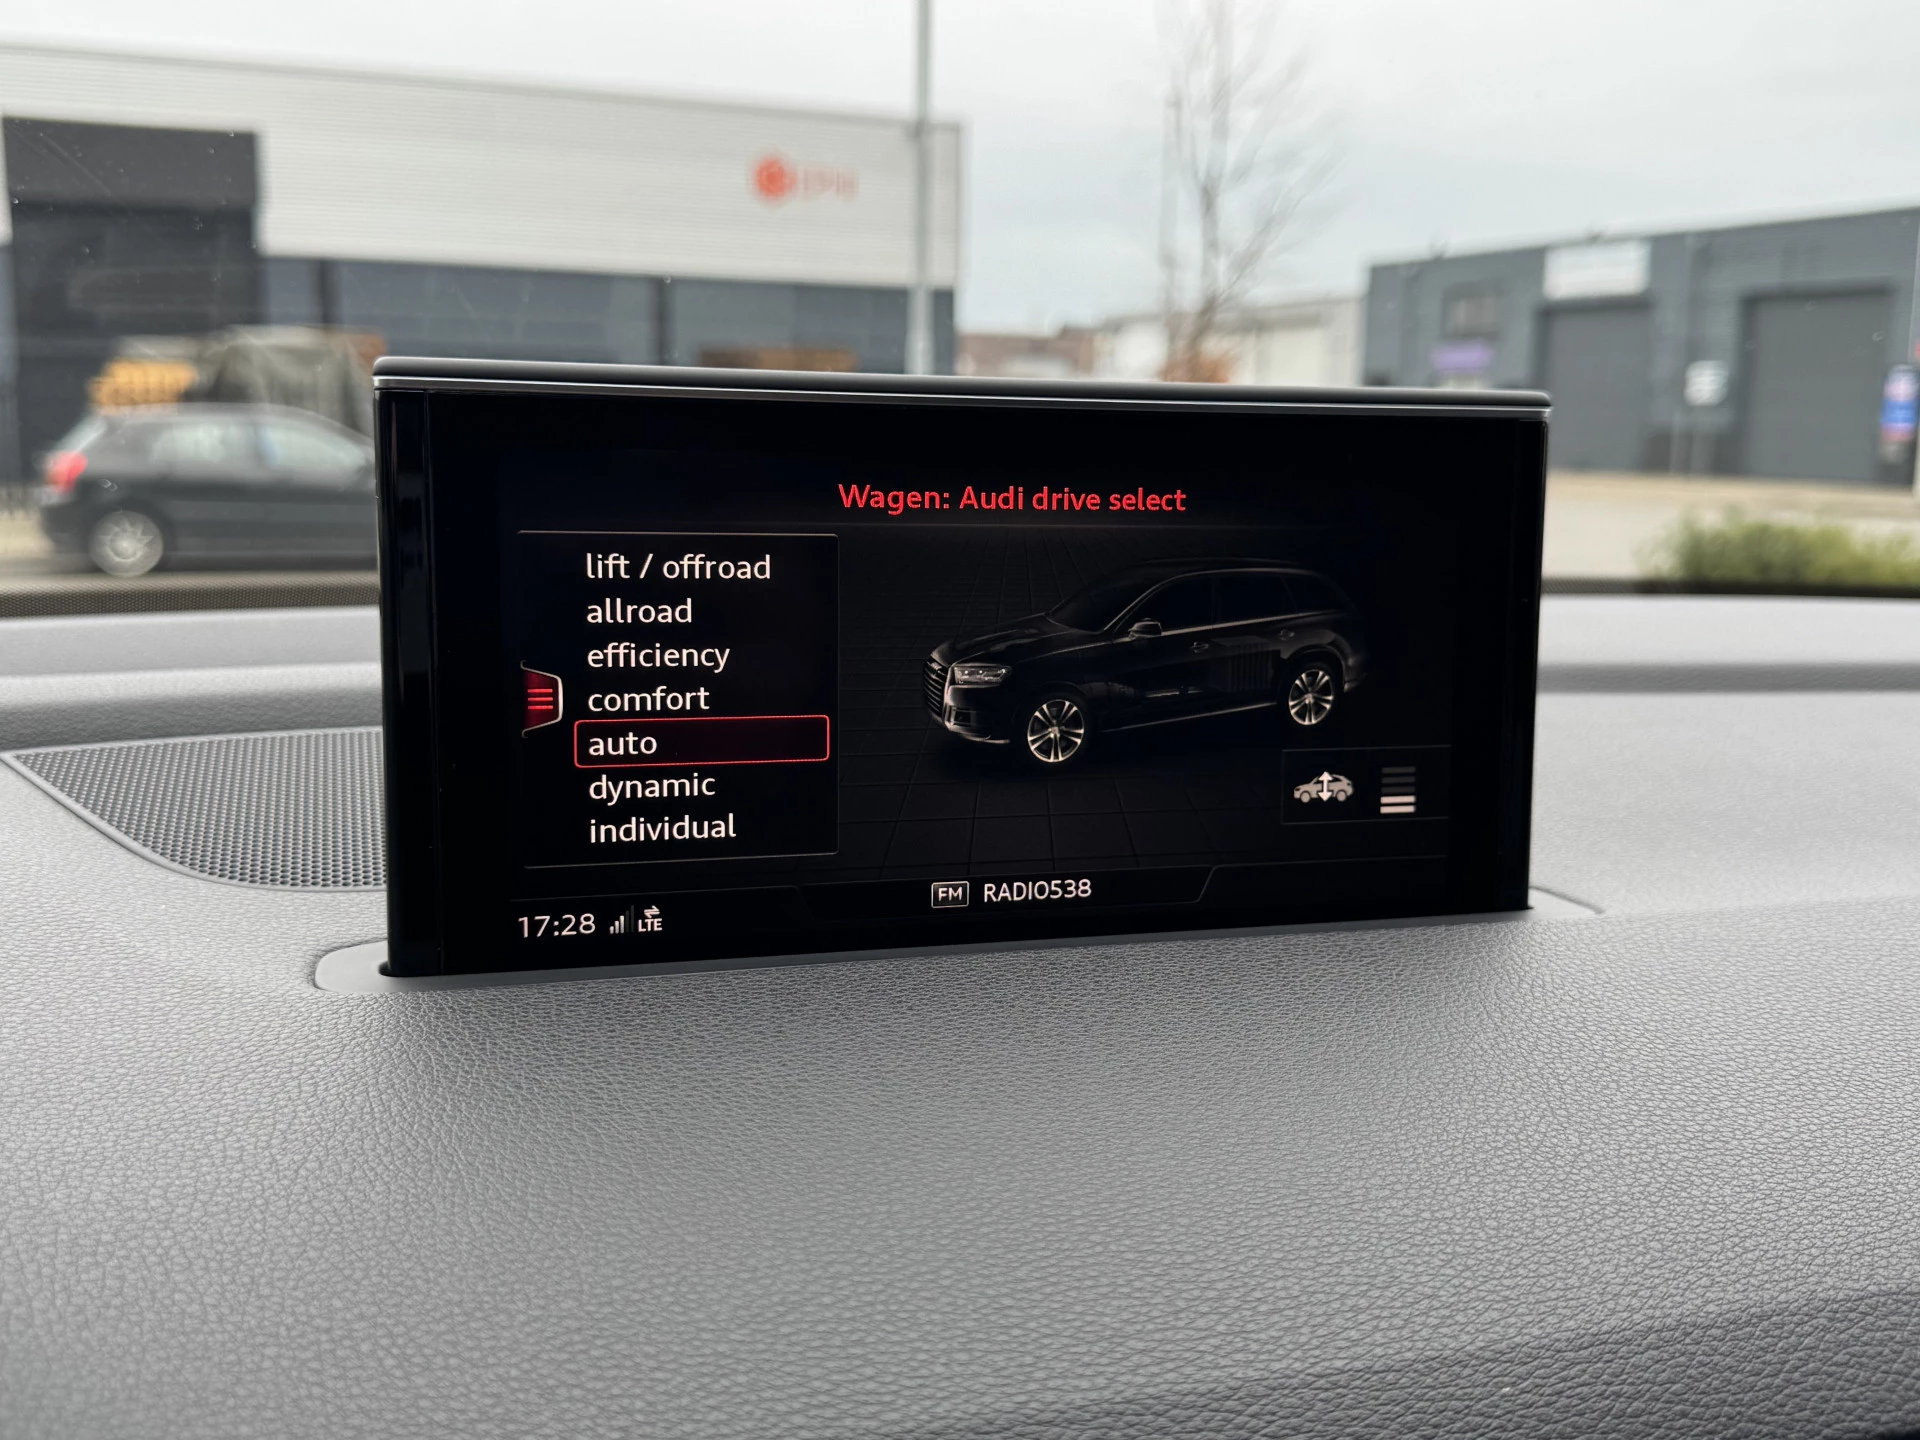 Wagen: Audi drive select
lift / offroad
allroad
efficiency
comfort
auto
dynamic
individual
FM RADIO538
17:28 LTE